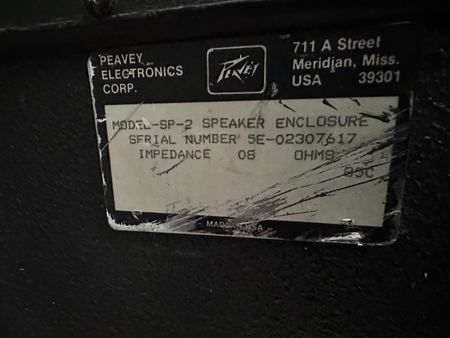 PEAVEY
ELECTRONICS
CORP.
PEAVEY
711 A Street
Meridian, Miss.
USA 39301
MODEL-SP-2 SPEAKER ENCLOSURE
SERIAL NUMBER 5E-02307617
IMPEDANCE 08 OHMS
MADE IN USA